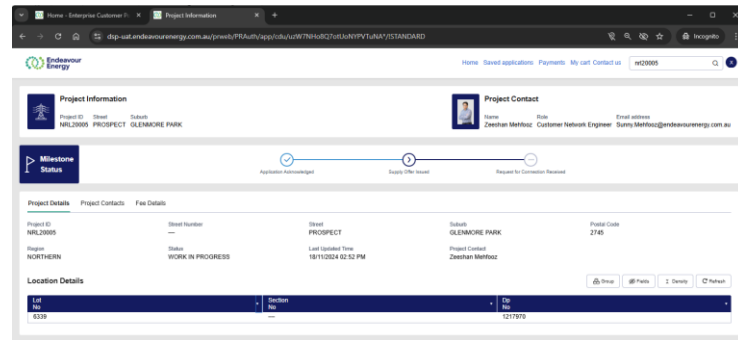 Home - Enterprise Customer Po
Project Information
dsp-uat.endeavourenergy.com.au/prweb/PRAuth/app/cdu/uzW7NHo8Q7otUoNYPVTuNA*/!STANDARD
Incognito
Endeavour Energy
Home Saved applications Payments My cart Contact us nrl20005
Project Information
Project ID Street Suburb
NRL20005 PROSPECT GLENMORE PARK
Project Contact
Name Role Email address
Zeeshan Mehfooz Customer Network Engineer Sunny.Mehfooz@endeavourenergy.com.au
Milestone Status
Application Acknowledged Supply Offer Issued Request for Connection Received
Project Details Project Contacts Fee Details
Project ID Street Number Street Suburb Postal Code
NRL20005 — PROSPECT GLENMORE PARK 2745
Region Status Last Updated Time Project Contact
NORTHERN WORK IN PROGRESS 18/11/2024 02:52 PM Zeeshan Mehfooz
Location Details
Group Fields Density Refresh
Lot No Section No Dp No
6339 — 1217970